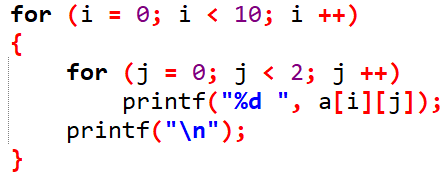 for (i = 0; i < 10; i ++)
{
    for (j = 0; j < 2; j ++)
        printf("%d ", a[i][j]);
    printf("\n");
}